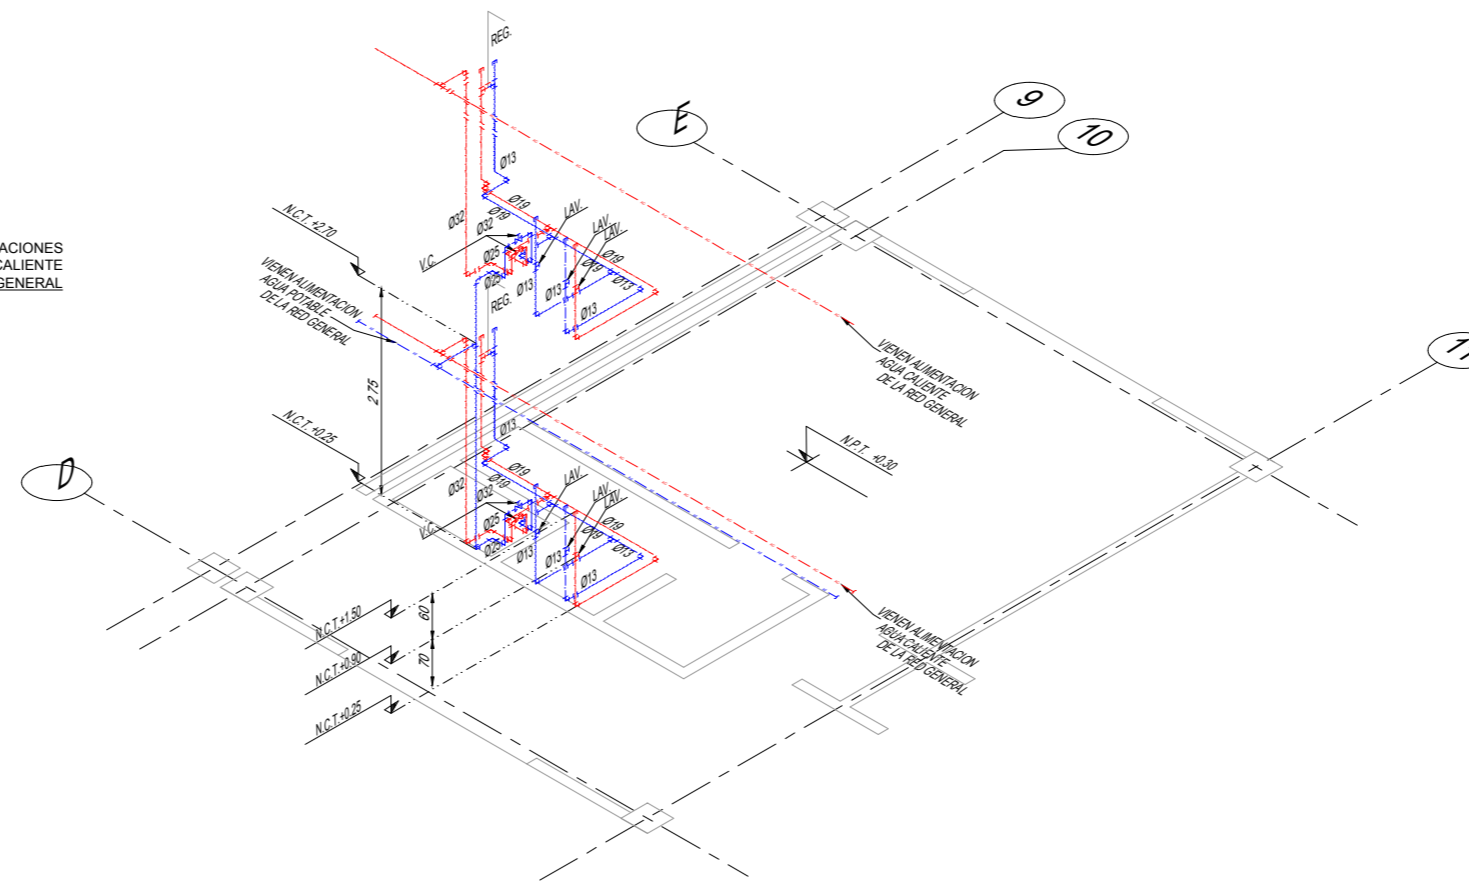 REG.
9
E
10
Ø13
Ø19
Ø19
LAV.
N.C.T. +2.70
Ø32
Ø32
LAV.
LAV.
ACIONES
CALIENTE
GENERAL
V.C.
Ø25
Ø19
Ø19
VIENEN ALIMENTACION
AGUA POTABLE
DE LA RED GENERAL
Ø25
Ø13
Ø13
Ø13
REG.
Ø13
VIENEN ALIMENTACION
AGUA CALIENTE
DE LA RED GENERAL
11
2.75
N.C.T. +0.25
Ø13
N.P.T. +0.30
D
Ø19
Ø19
LAV.
Ø32
Ø32
LAV.
LAV.
V.C.
Ø25
Ø19
Ø19
Ø25
Ø13
Ø13
Ø13
Ø13
N.C.T.+1.50
60
N.C.T.+0.90
70
N.C.T.+0.25
VIENEN ALIMENTACION
AGUA CALIENTE
DE LA RED GENERAL